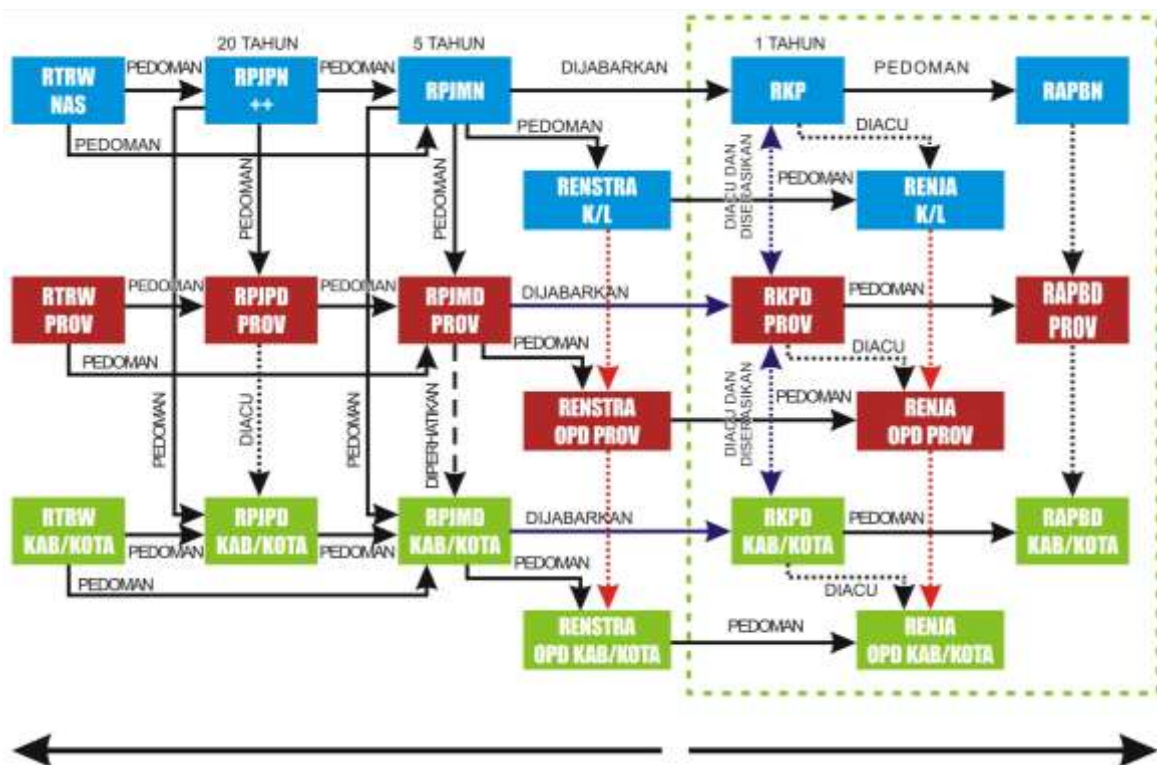 20 TAHUN
5 TAHUN
1 TAHUN
RTRW
NAS
PEDOMAN
RPJPN
++
PEDOMAN
RPJMN
DIJABARKAN
RKP
PEDOMAN
RAPBN
PEDOMAN
PEDOMAN
DIACU
PEDOMAN
PEDOMAN
RENSTRA
K/L
PEDOMAN
DIACU DAN
DISERASIKAN
RENJA
K/L
RTRW
PROV
PEDOMAN
RPJPD
PROV
PEDOMAN
RPJMD
PROV
DIJABARKAN
RKPD
PROV
PEDOMAN
RAPBD
PROV
PEDOMAN
PEDOMAN
DIACU
PEDOMAN
DIACU
PEDOMAN
DIPERHATIKAN
RENSTRA
OPD PROV
PEDOMAN
DIACU DAN
DISERASIKAN
RENJA
OPD PROV
RTRW
KAB/KOTA
PEDOMAN
RPJPD
KAB/KOTA
PEDOMAN
RPJMD
KAB/KOTA
DIJABARKAN
RKPD
KAB/KOTA
PEDOMAN
RAPBD
KAB/KOTA
PEDOMAN
PEDOMAN
DIACU
RENSTRA
OPD KAB/KOTA
PEDOMAN
RENJA
OPD KAB/KOTA